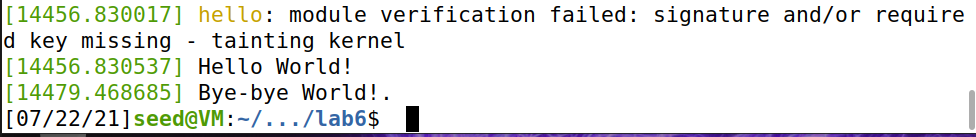 [14456.830017] hello: module verification failed: signature and/or require
d key missing - tainting kernel
[14456.830537] Hello World!
[14479.468685] Bye-bye World!.
[07/22/21]seed@VM:~/.../lab6$